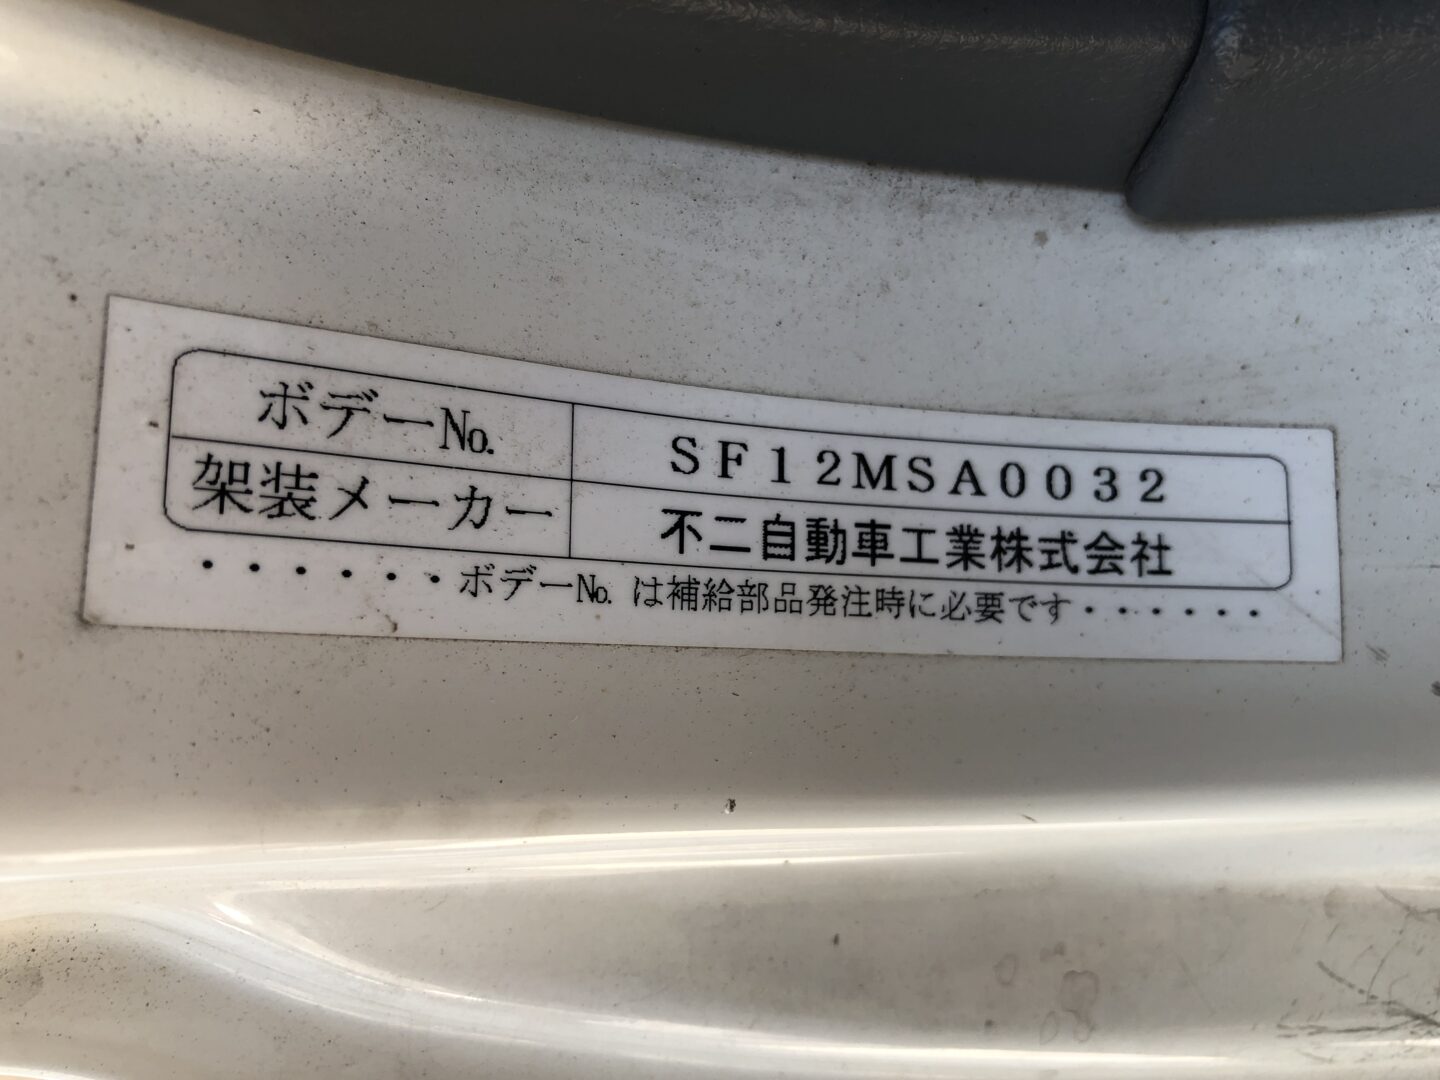 ボデーNo. SF12MSA0032
架装メーカー 不二自動車工業株式会社
・・・・・・ボデーNo. は補給部品発注時に必要です・・・・・・